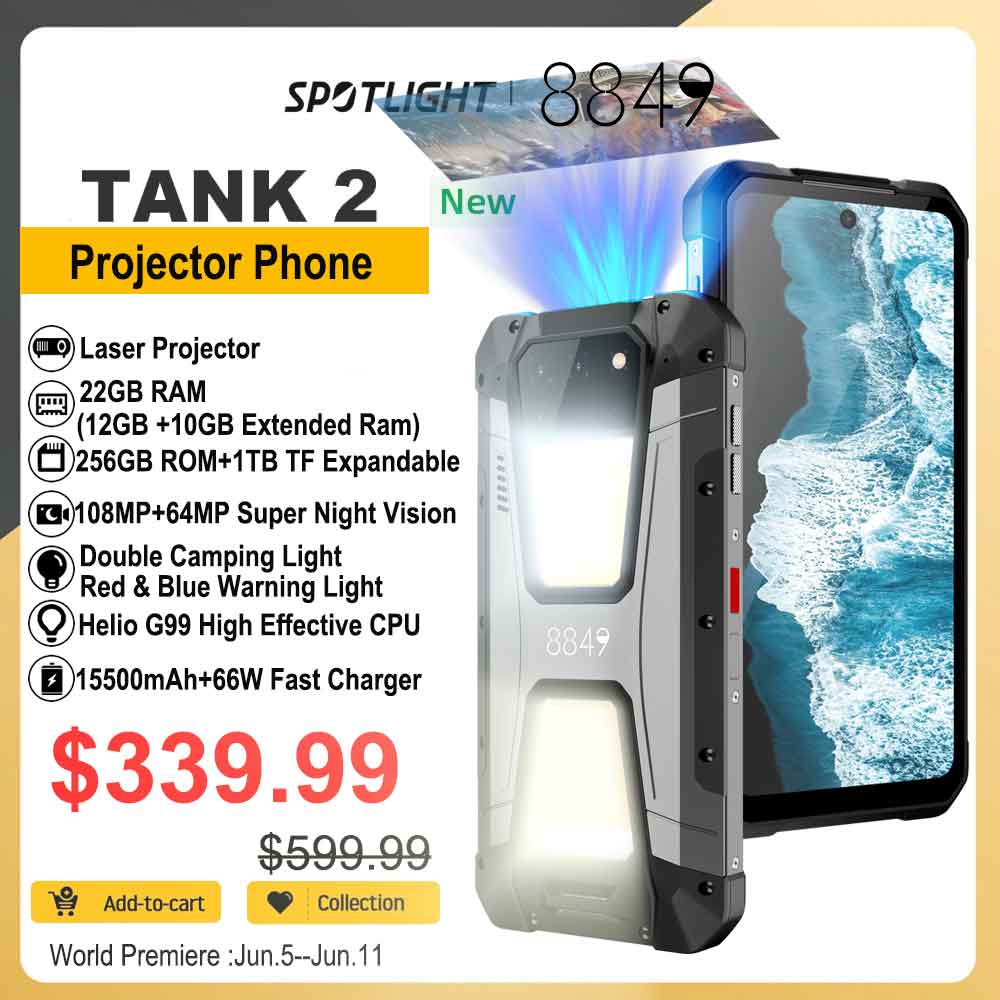 SPOTLIGHT | 8849
TANK 2
New
Projector Phone
Laser Projector
22GB RAM
(12GB +10GB Extended Ram)
256GB ROM+1TB TF Expandable
108MP+64MP Super Night Vision
Double Camping Light
Red & Blue Warning Light
Helio G99 High Effective CPU
15500mAh+66W Fast Charger
8849
$339.99
$599.99
Add-to-cart
Collection
World Premiere :Jun.5--Jun.11